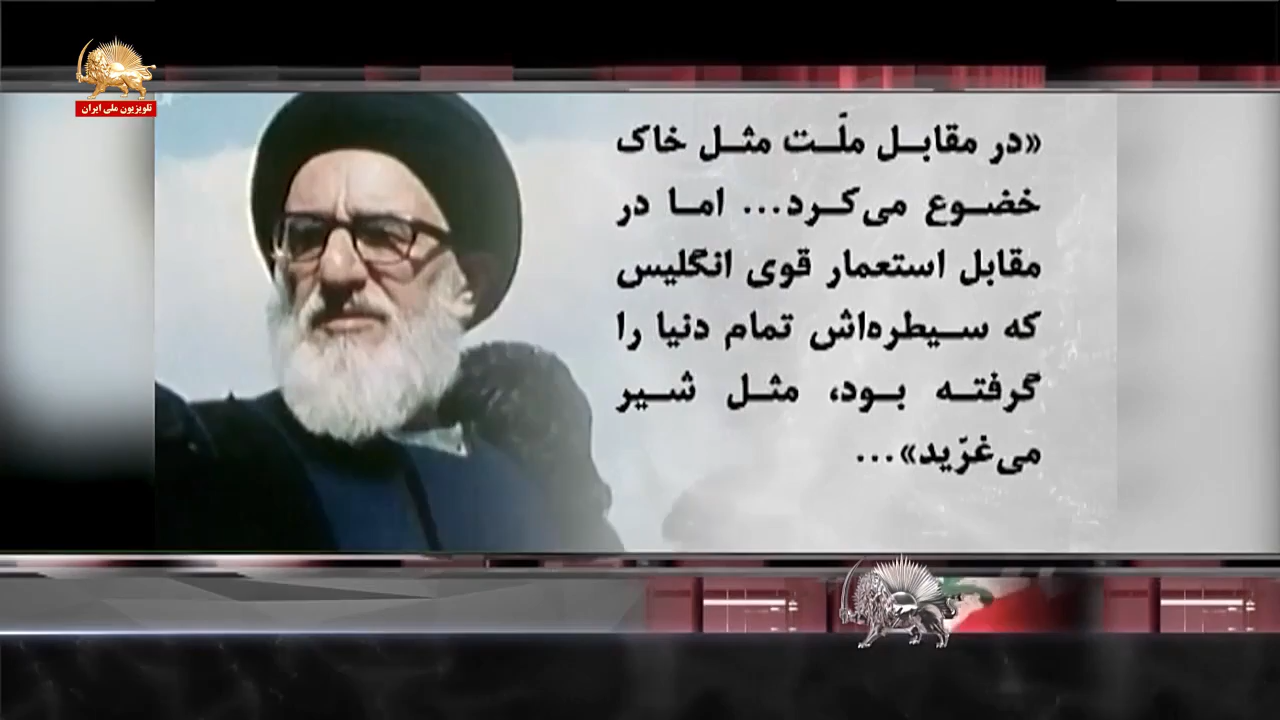 تلویزیون ملی ایران
«در مقابل ملّت مثل خاک
خضوع می‌کرد... اما در
مقابل استعمار قوی انگلیس
که سیطره‌اش تمام دنیا را
گرفته بود، مثل شیر
می‌غرّید»...